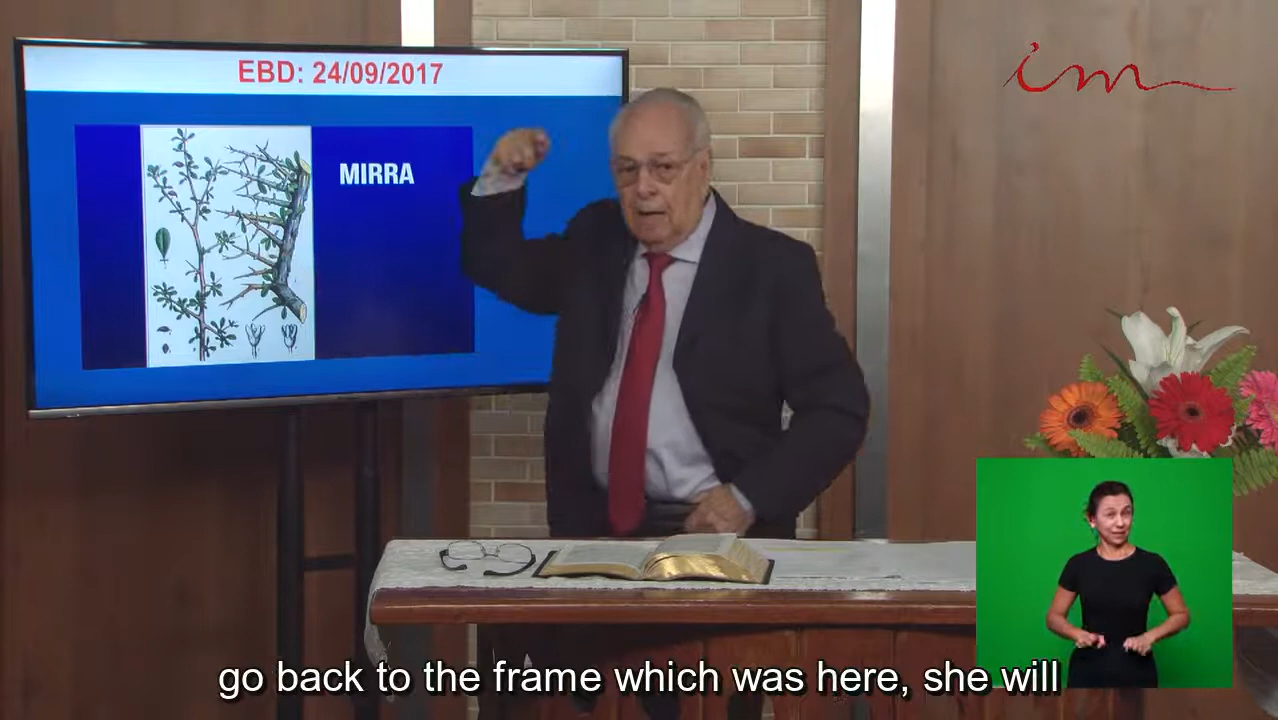 EBD: 24/09/2017
MIRRA
im
go back to the frame which was here, she will